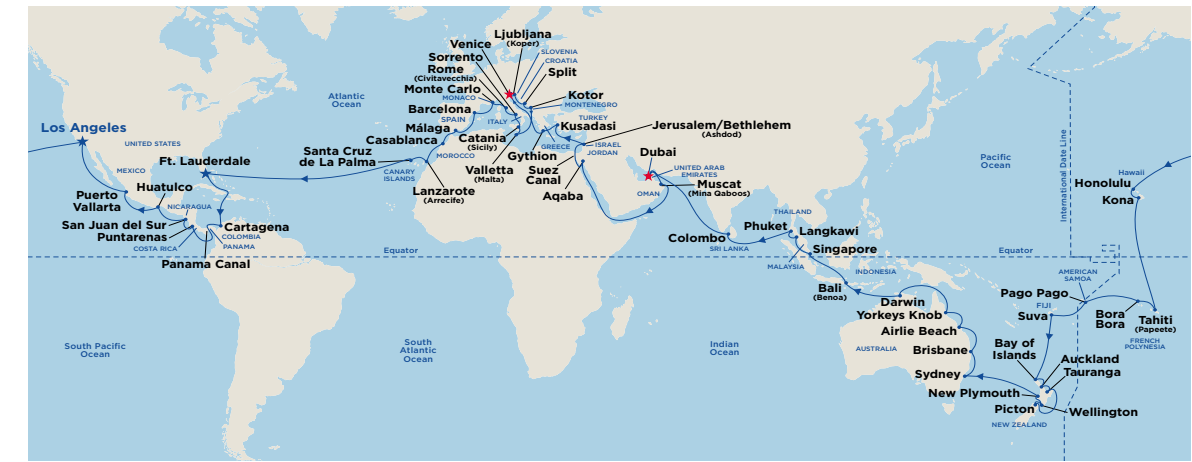 Ljubljana
(Koper)
Venice
SLOVENIA
CROATIA
Sorrento
Rome
(Civitavecchia)
Split
Monte Carlo
MONACO
Kotor
MONTENEGRO
Atlantic
Ocean
Barcelona
SPAIN
ITALY
TURKEY
Kusadasi
Jerusalem/Bethlehem
(Ashdod)
Los Angeles
UNITED STATES
Málaga
Casablanca
Catania
(Sicily)
GREECE
ISRAEL
JORDAN
Dubai
International Date Line
Ft. Lauderdale
Santa Cruz
de La Palma
MOROCCO
Gythion
Valletta
(Malta)
Suez
Canal
UNITED ARAB
EMIRATES
Pacific
Ocean
MEXICO
CANARY
ISLANDS
Lanzarote
(Arrecife)
Aqaba
OMAN
Muscat
(Mina Qaboos)
Hawaii
Honolulu
Kona
Huatulco
Puerto
Vallarta
NICARAGUA
THAILAND
San Juan del Sur
Puntarenas
COSTA RICA
Cartagena
COLOMBIA
PANAMA
Colombo
SRI LANKA
Phuket
Langkawi
Singapore
Panama Canal
Equator
Equator
MALAYSIA
INDONESIA
AMERICAN
SAMOA
Bali
(Benoa)
Darwin
Yorkeys Knob
Airlie Beach
Pago Pago
FIJI
Suva
Bora
Bora
Tahiti
(Papeete)
FRENCH
POLYNESIA
South Pacific
Ocean
South
Atlantic
Ocean
Indian
Ocean
AUSTRALIA
Brisbane
Bay of
Islands
Auckland
Tauranga
Sydney
New Plymouth
Picton
Wellington
NEW ZEALAND